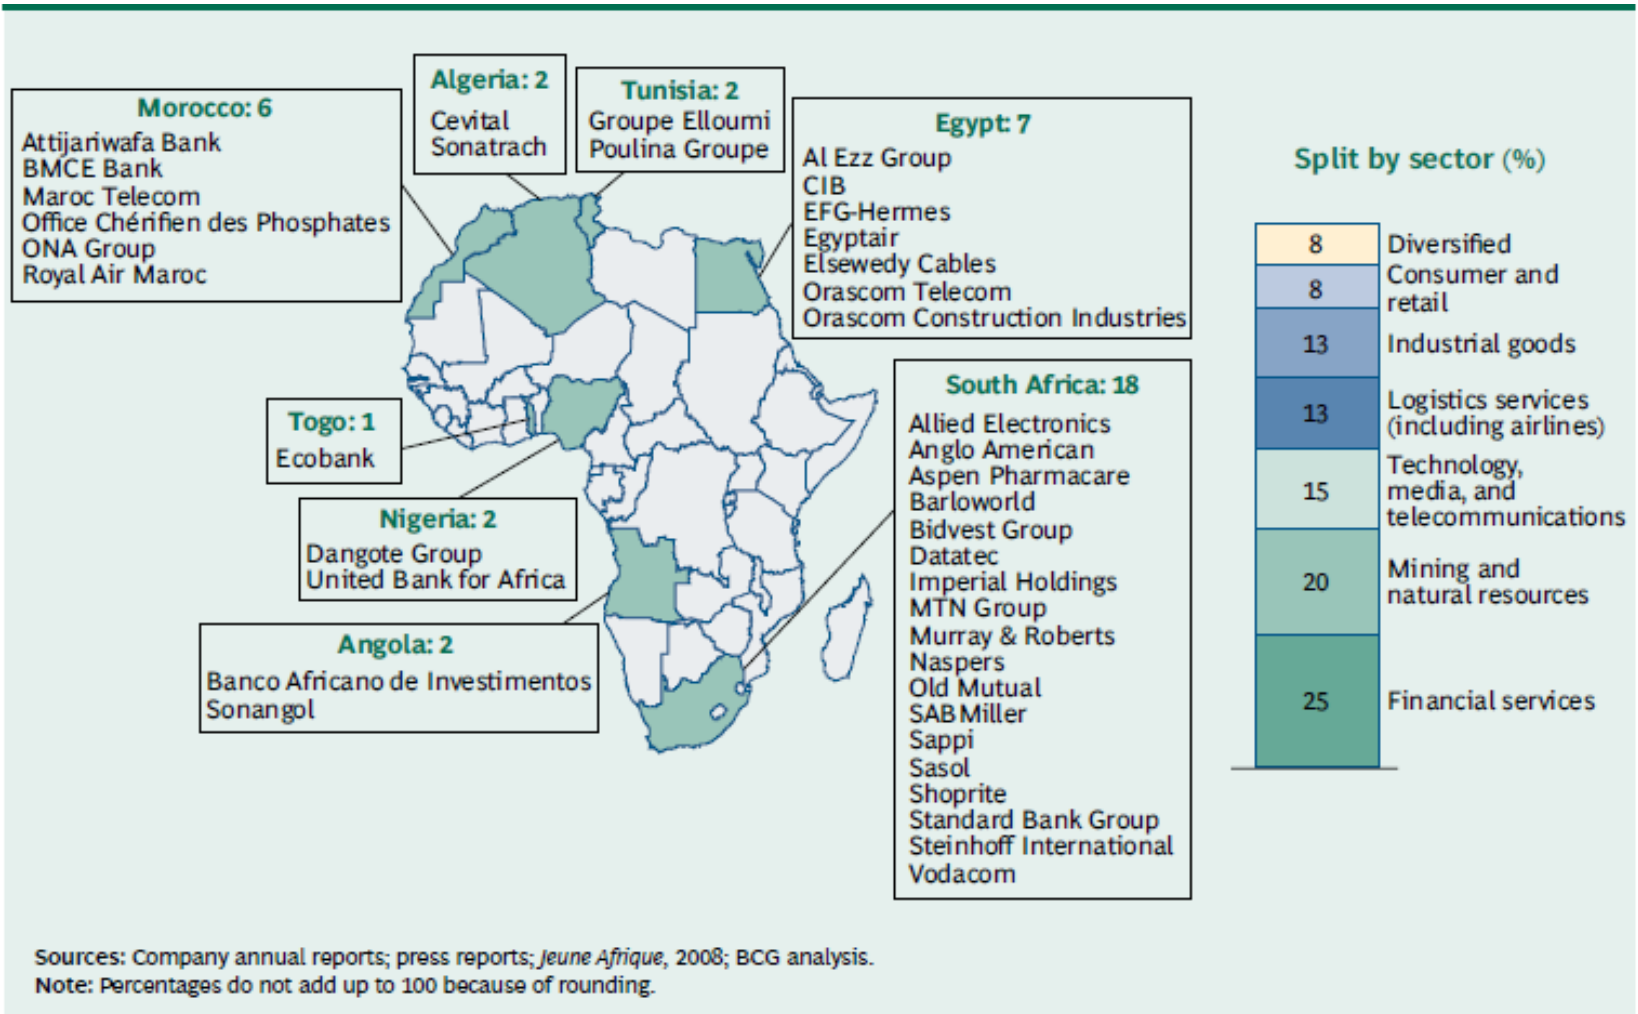 Morocco: 6
Attijariwafa Bank
BMCE Bank
Maroc Telecom
Office Chérifien des Phosphates
ONA Group
Royal Air Maroc
Algeria: 2
Cevital
Sonatrach
Tunisia: 2
Groupe Elloumi
Poulina Groupe
Egypt: 7
Al Ezz Group
CIB
EFG-Hermes
Egyptair
Elsewedy Cables
Orascom Telecom
Orascom Construction Industries
Togo: 1
Ecobank
Nigeria: 2
Dangote Group
United Bank for Africa
Angola: 2
Banco Africano de Investimentos
Sonangol
South Africa: 18
Allied Electronics
Anglo American
Aspen Pharmacare
Barloworld
Bidvest Group
Datatec
Imperial Holdings
MTN Group
Murray & Roberts
Naspers
Old Mutual
SABMiller
Sappi
Sasol
Shoprite
Standard Bank Group
Steinhoff International
Vodacom
Split by sector (%)
8 Diversified
8 Consumer and
retail
13 Industrial goods
13 Logistics services
(including airlines)
15 Technology,
media, and
telecommunications
20 Mining and
natural resources
25 Financial services
Sources: Company annual reports; press reports; Jeune Afrique, 2008; BCG analysis.
Note: Percentages do not add up to 100 because of rounding.